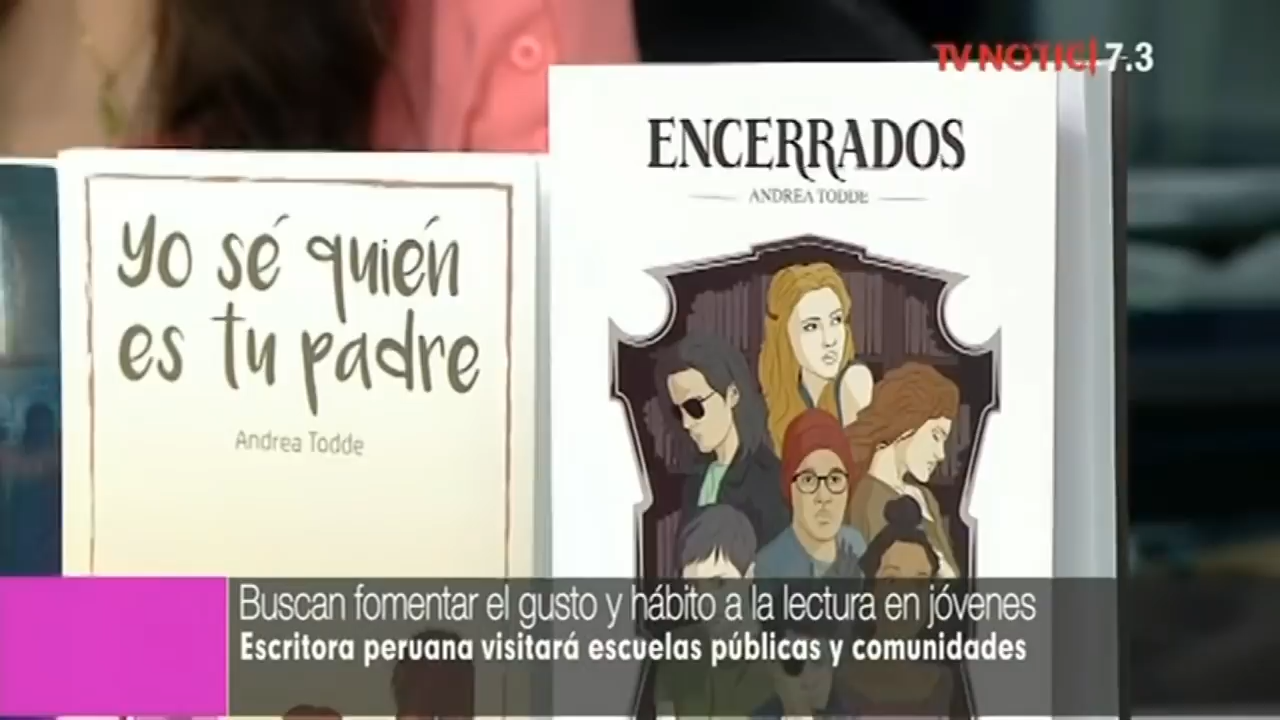 TV NOTIC 7.3
Yo sé quién
es tu padre
Andrea Todde
ENCERRADOS
ANDREA TODDE
Buscan fomentar el gusto y hábito a la lectura en jóvenes
Escritora peruana visitará escuelas públicas y comunidades